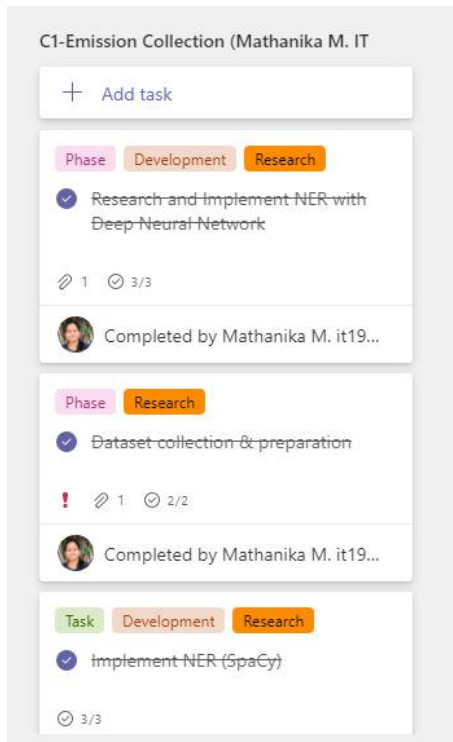 C1-Emission Collection (Mathanika M. IT
Add task
Phase Development Research
Research and Implement NER with
Deep Neural Network
1 3/3
Completed by Mathanika M. it19...
Phase Research
Dataset collection & preparation
1 2/2
Completed by Mathanika M. it19...
Task Development Research
Implement NER (SpaCy)
3/3